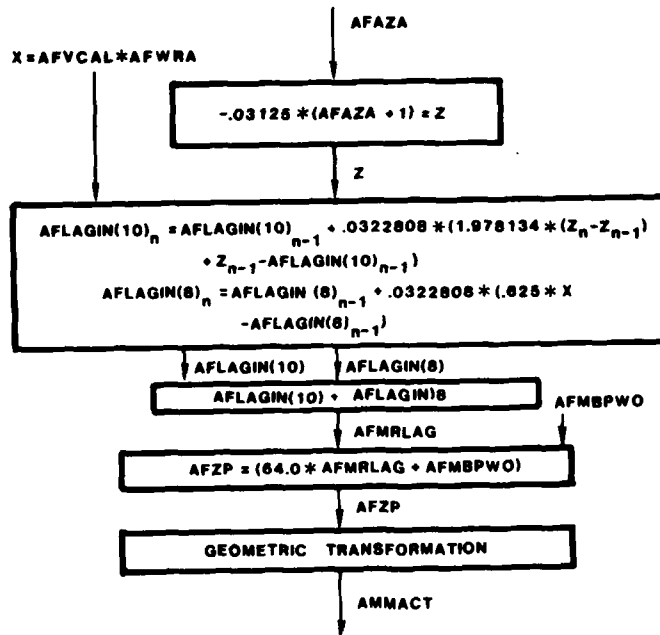 AFAZA
X=AFVCAL*AFWRA
-.03125*(AFAZA + 1) = Z
Z
AFLAGIN(10)n = AFLAGIN(10)n-1 + .0322808*(1.978134*(Zn-Zn-1)
+ Zn-1-AFLAGIN(10)n-1)
AFLAGIN(8)n = AFLAGIN (8)n-1 + .0322808*(.625* X
-AFLAGIN(8)n-1)
AFLAGIN(10) AFLAGIN(8)
AFLAGIN(10) + AFLAGIN)8
AFMBPWO
AFMRLAG
AFZP = (64.0* AFMRLAG + AFMBPWO)
AFZP
GEOMETRIC TRANSFORMATION
AMMACT